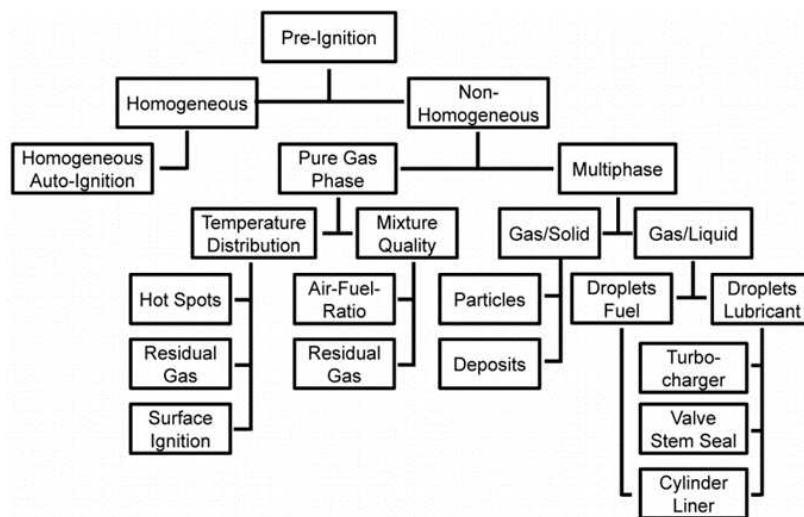 Pre-Ignition
Homogeneous
Non-
Homogeneous
Homogeneous
Auto-Ignition
Pure Gas
Phase
Multiphase
Temperature
Distribution
Mixture
Quality
Gas/Solid
Gas/Liquid
Hot Spots
Air-Fuel-
Ratio
Particles
Droplets
Fuel
Droplets
Lubricant
Residual
Gas
Residual
Gas
Deposits
Turbo-
charger
Surface
Ignition
Valve
Stem Seal
Cylinder
Liner